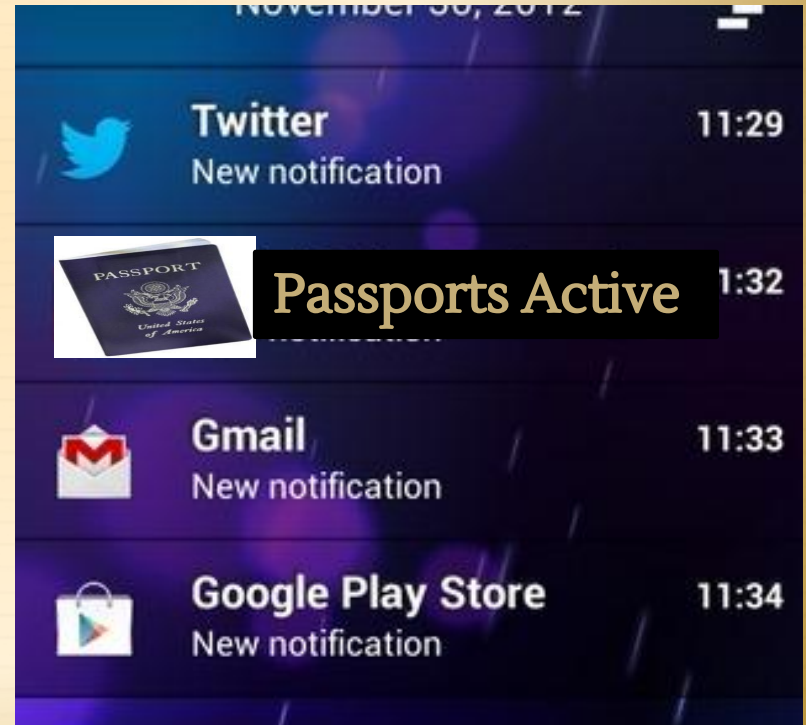 November 30, 2012
Twitter
11:29
New notification
PASSPORT
United States
of America
Passports Active
1:32
notification
Gmail
11:33
New notification
Google Play Store
11:34
New notification